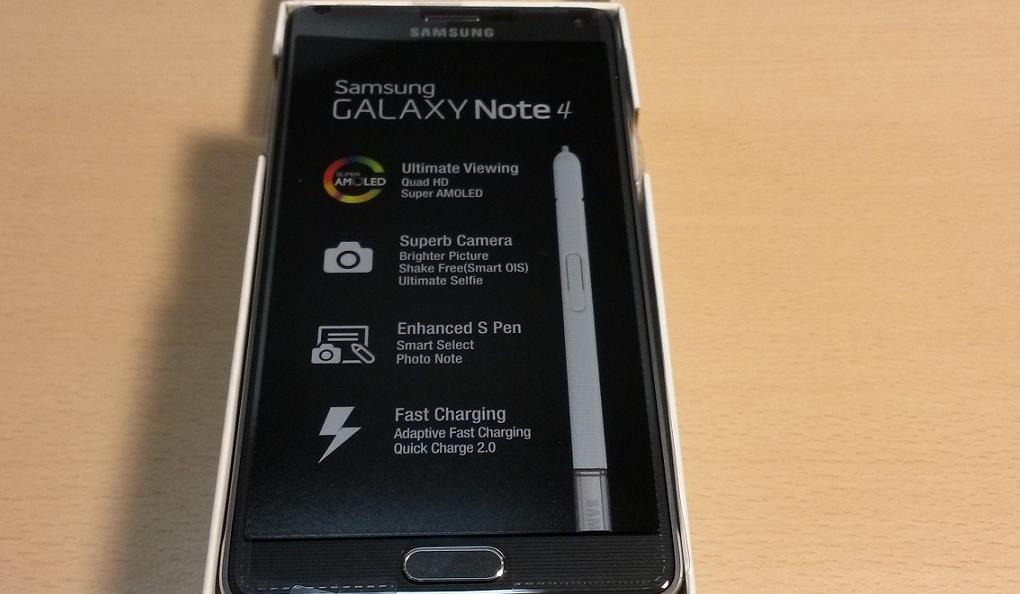 SAMSUNG
Samsung
GALAXY Note 4
SUPER
AMOLED
Ultimate Viewing
Quad HD
Super AMOLED
Superb Camera
Brighter Picture
Shake Free(Smart OIS)
Ultimate Selfie
Enhanced S Pen
Smart Select
Photo Note
Fast Charging
Adaptive Fast Charging
Quick Charge 2.0
SAM